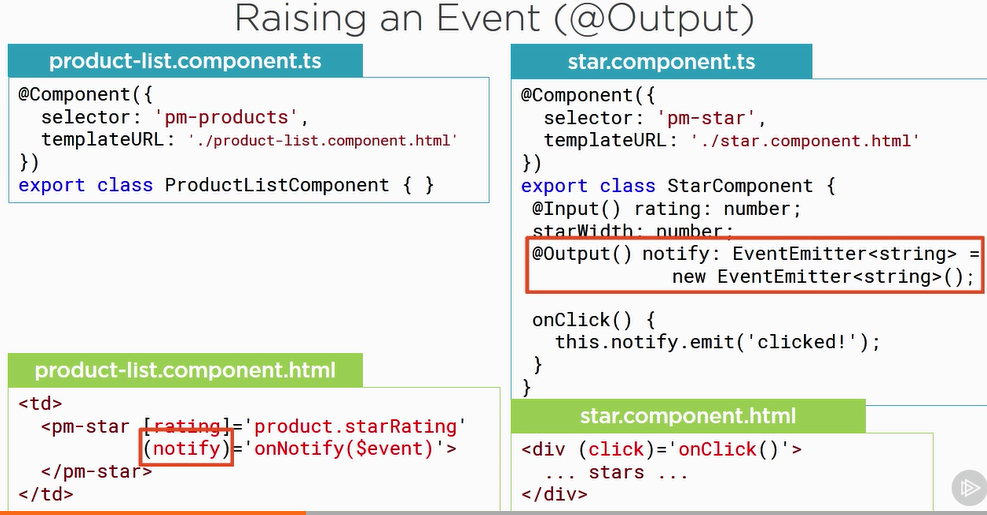 Raising an Event (@Output)
product-list.component.ts
@Component({
  selector: 'pm-products',
  templateURL: './product-list.component.html'
})
export class ProductListComponent { }
product-list.component.html
<td>
  <pm-star [rating]='product.starRating'
           (notify)='onNotify($event)'>
  </pm-star>
</td>
star.component.ts
@Component({
  selector: 'pm-star',
  templateURL: './star.component.html'
})
export class StarComponent {
 @Input() rating: number;
 starWidth: number;
 @Output() notify: EventEmitter<string> =
             new EventEmitter<string>();
 onClick() {
   this.notify.emit('clicked!');
 }
}
star.component.html
<div (click)='onClick()'>
  ... stars ...
</div>